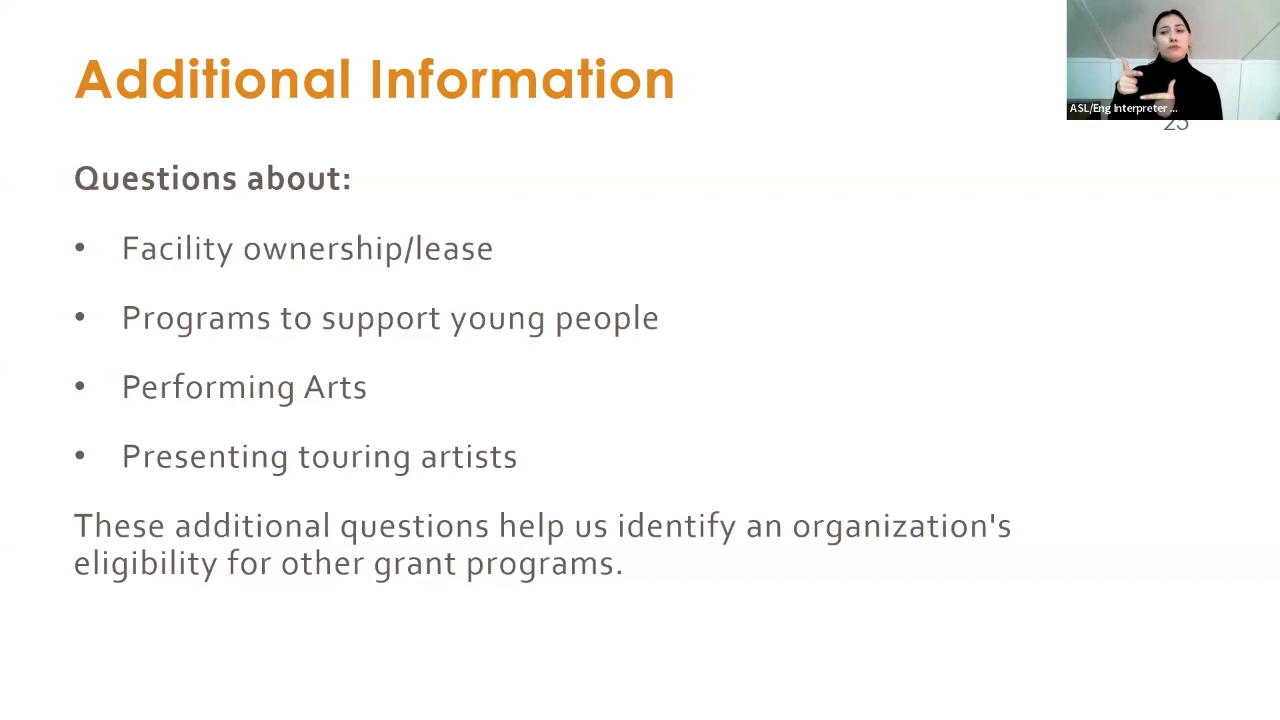 Additional Information
ASL/Eng Interpreter ...
25
Questions about:
• Facility ownership/lease
• Programs to support young people
• Performing Arts
• Presenting touring artists
These additional questions help us identify an organization's
eligibility for other grant programs.